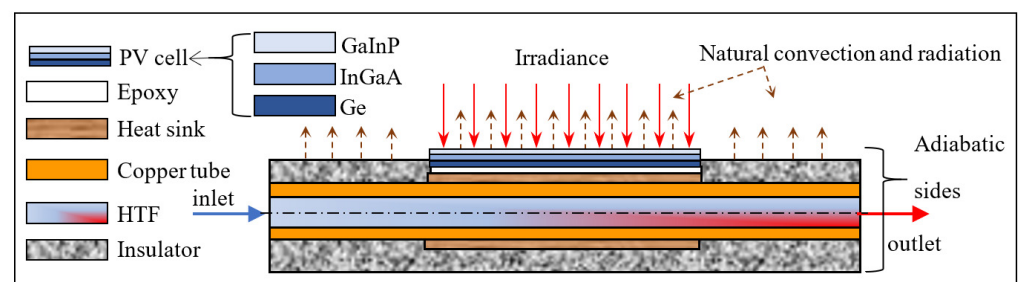 PV cell
Epoxy
Heat sink
Copper tube
HTF
Insulator
GaInP
InGaA
Ge
Irradiance
Natural convection and radiation
inlet
Adiabatic
sides
outlet